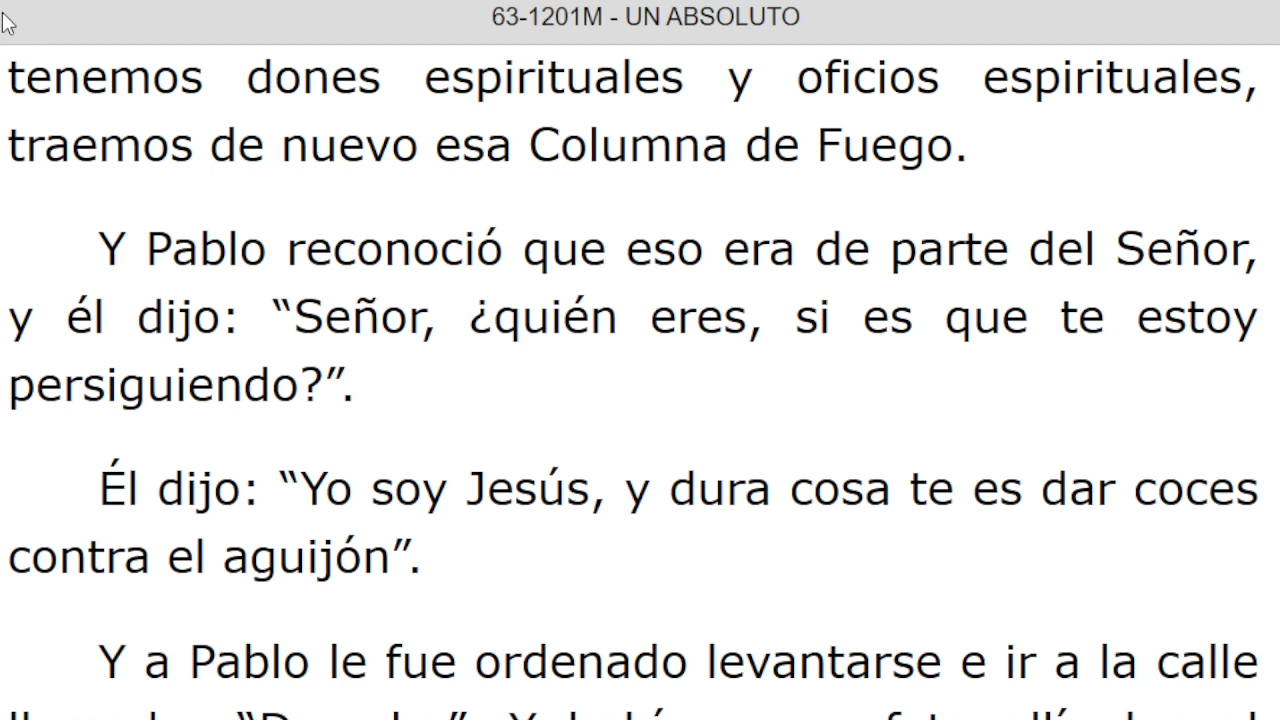 63-1201M - UN ABSOLUTO
tenemos dones espirituales y oficios espirituales,
traemos de nuevo esa Columna de Fuego.
Y Pablo reconoció que eso era de parte del Señor,
y él dijo: “Señor, ¿quién eres, si es que te estoy
persiguiendo?”.
Él dijo: “Yo soy Jesús, y dura cosa te es dar coces
contra el aguijón”.
Y a Pablo le fue ordenado levantarse e ir a la calle